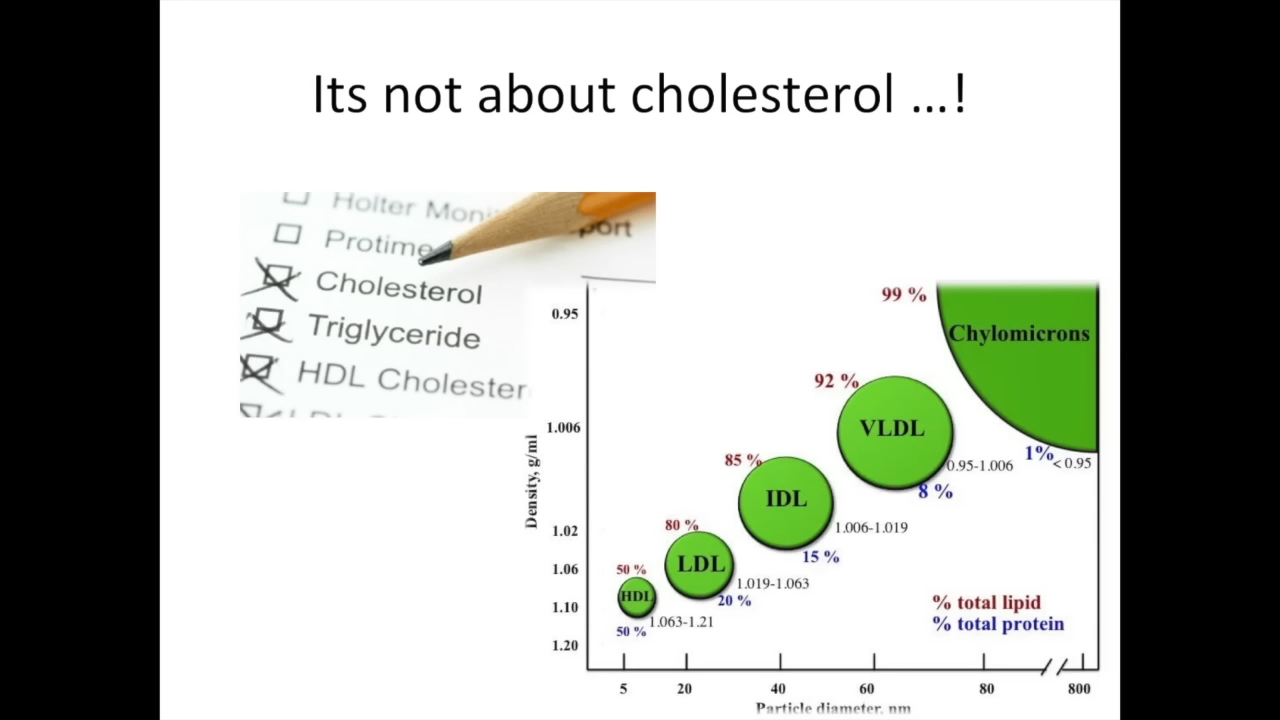 Its not about cholesterol ...!
Holter Moni
port
Protime
Cholesterol
Triglyceride
HDL Cholester
99 %
0.95
Chylomicrons
92 %
1.006
VLDL
1%
< 0.95
85 %
0.95-1.006
8 %
Density, g/ml
IDL
1.006-1.019
80 %
1.02
15 %
LDL
50 %
1.06
1.019-1.063
HDL
20 %
% total lipid
1.10
1.063-1.21
% total protein
50 %
1.20
5 20 40 60 80 800
Particle diameter, nm